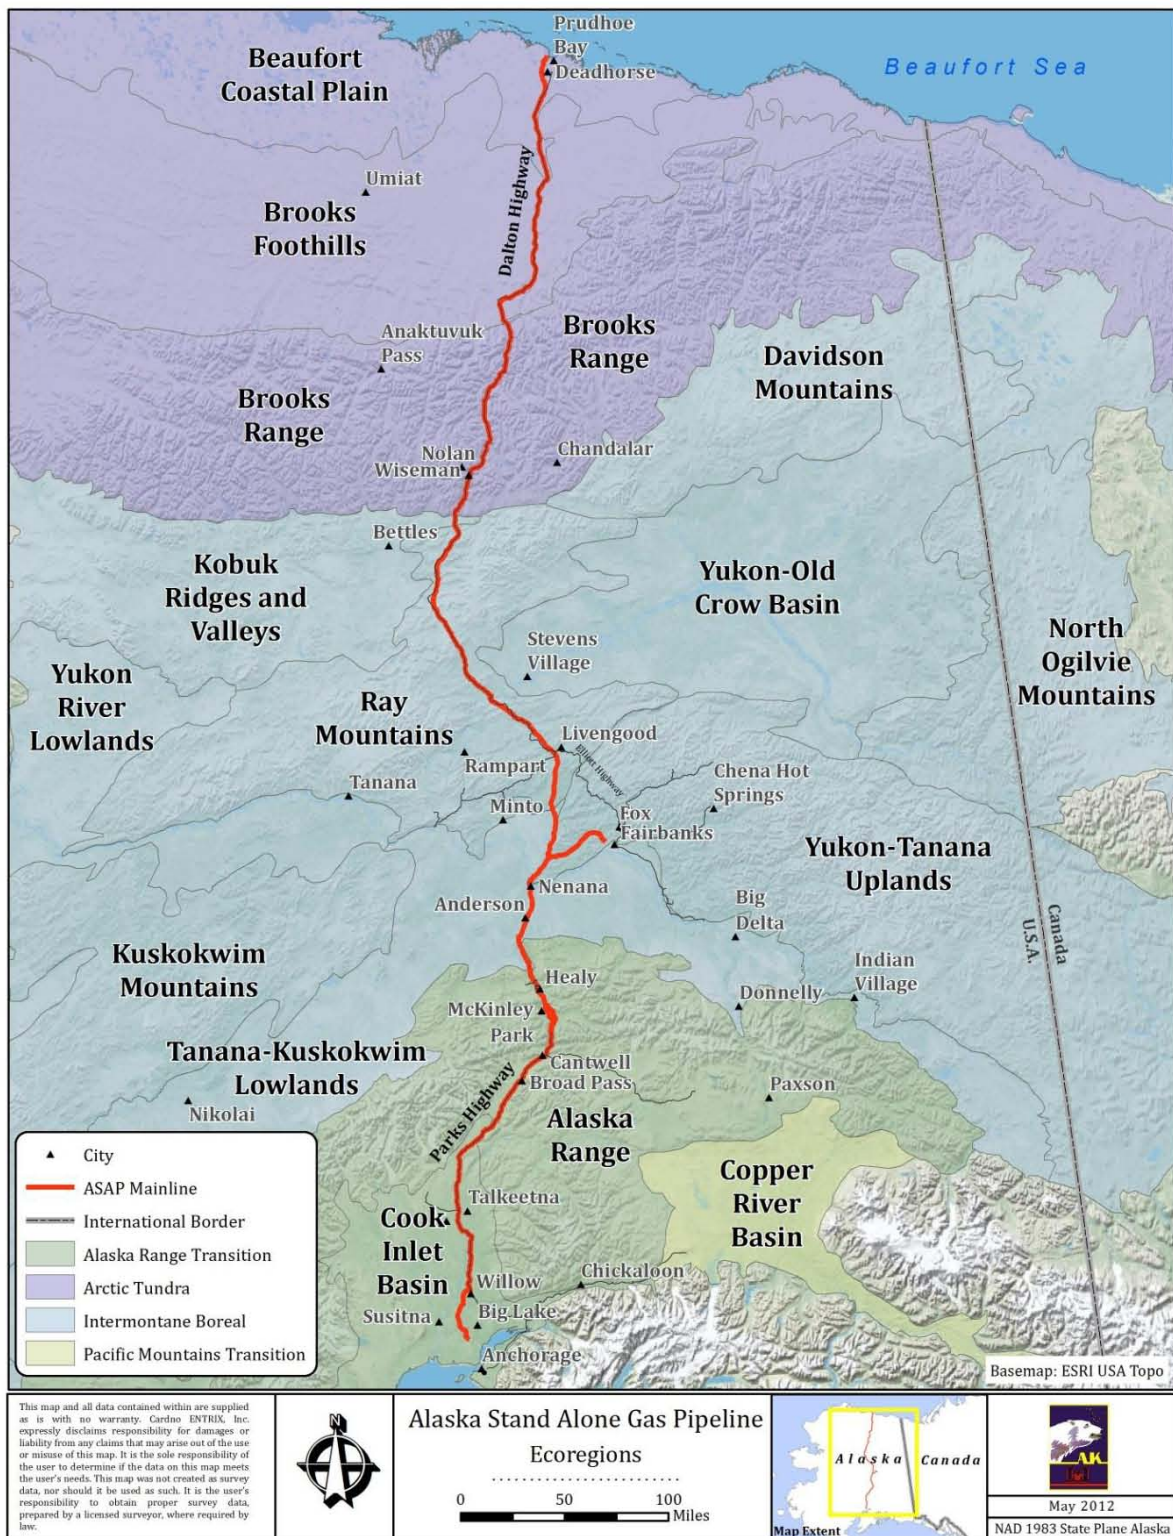 Prudhoe
Bay
Deadhorse
Beaufort Sea
Beaufort
Coastal Plain
Dalton Highway
Umiat
Brooks
Foothills
Anaktuvuk
Pass
Brooks
Range
Davidson
Mountains
Brooks
Range
Nolan
Wiseman
Chandalar
Bettles
Kobuk
Ridges and
Valleys
Yukon-Old
Crow Basin
North
Ogilvie
Mountains
Stevens
Village
Yukon
River
Lowlands
Ray
Mountains
Livengood
Elliott Highway
Rampart
Tanana
Minto
Chena Hot
Springs
Fox
Fairbanks
Yukon-Tanana
Uplands
Nenana
Anderson
Big
Delta
Canada
U.S.A.
Kuskokwim
Mountains
Healy
Indian
Village
Donnelly
McKinley
Park
Tanana-Kuskokwim
Lowlands
Cantwell
Broad Pass
Parks Highway
Nikolai
Paxson
Alaska
Range
Copper
River
Basin
Talkeetna
Cook
Inlet
Basin
Willow
Chickaloon
Susitna
Big Lake
Anchorage
City
ASAP Mainline
International Border
Alaska Range Transition
Arctic Tundra
Intermontane Boreal
Pacific Mountains Transition
Basemap: ESRI USA Topo
This map and all data contained within are supplied
as is with no warranty. Cardno ENTRIX, Inc.
expressly disclaims responsibility for damages or
liability from any claims that may arise out of the use
or misuse of this map. It is the sole responsibility of
the user to determine if the data on this map meets
the user's needs. This map was not created as survey
data, nor should it be used as such. It is the user's
responsibility to obtain proper survey data,
prepared by a licensed surveyor, where required by
law.
N
Alaska Stand Alone Gas Pipeline
Ecoregions
0 50 100
Miles
Alaska Canada
Map Extent
AK
May 2012
NAD 1983 State Plane Alaska